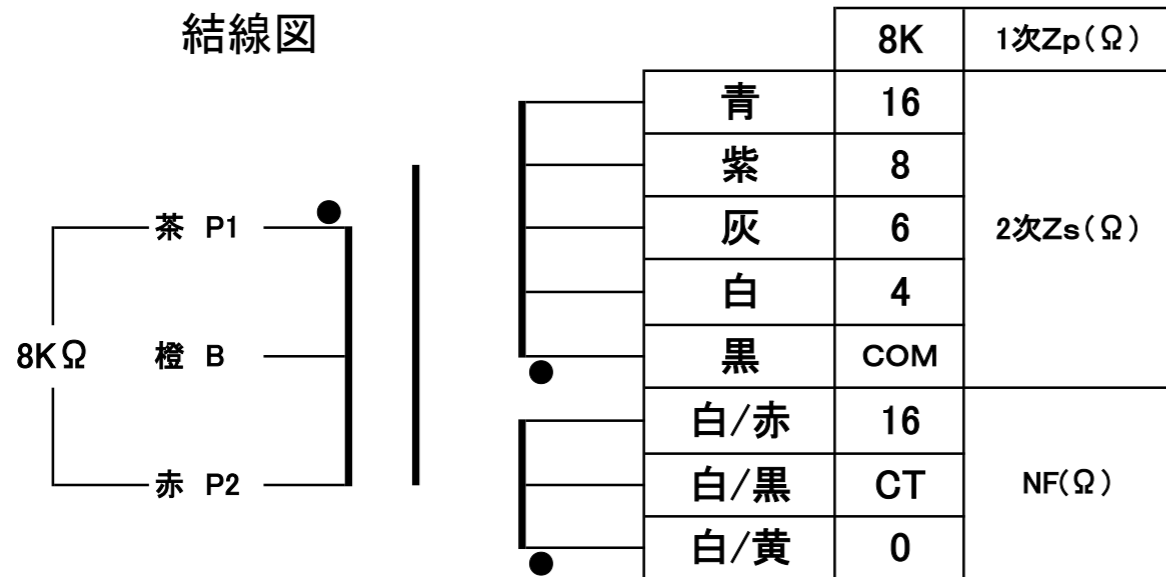 結線図
8K 1次Zp(Ω)
青 16
紫 8
茶 P1
灰 6 2次Zs(Ω)
白 4
8KΩ 橙 B
黒 COM
白/赤 16
赤 P2
白/黒 CT NF(Ω)
白/黄 0